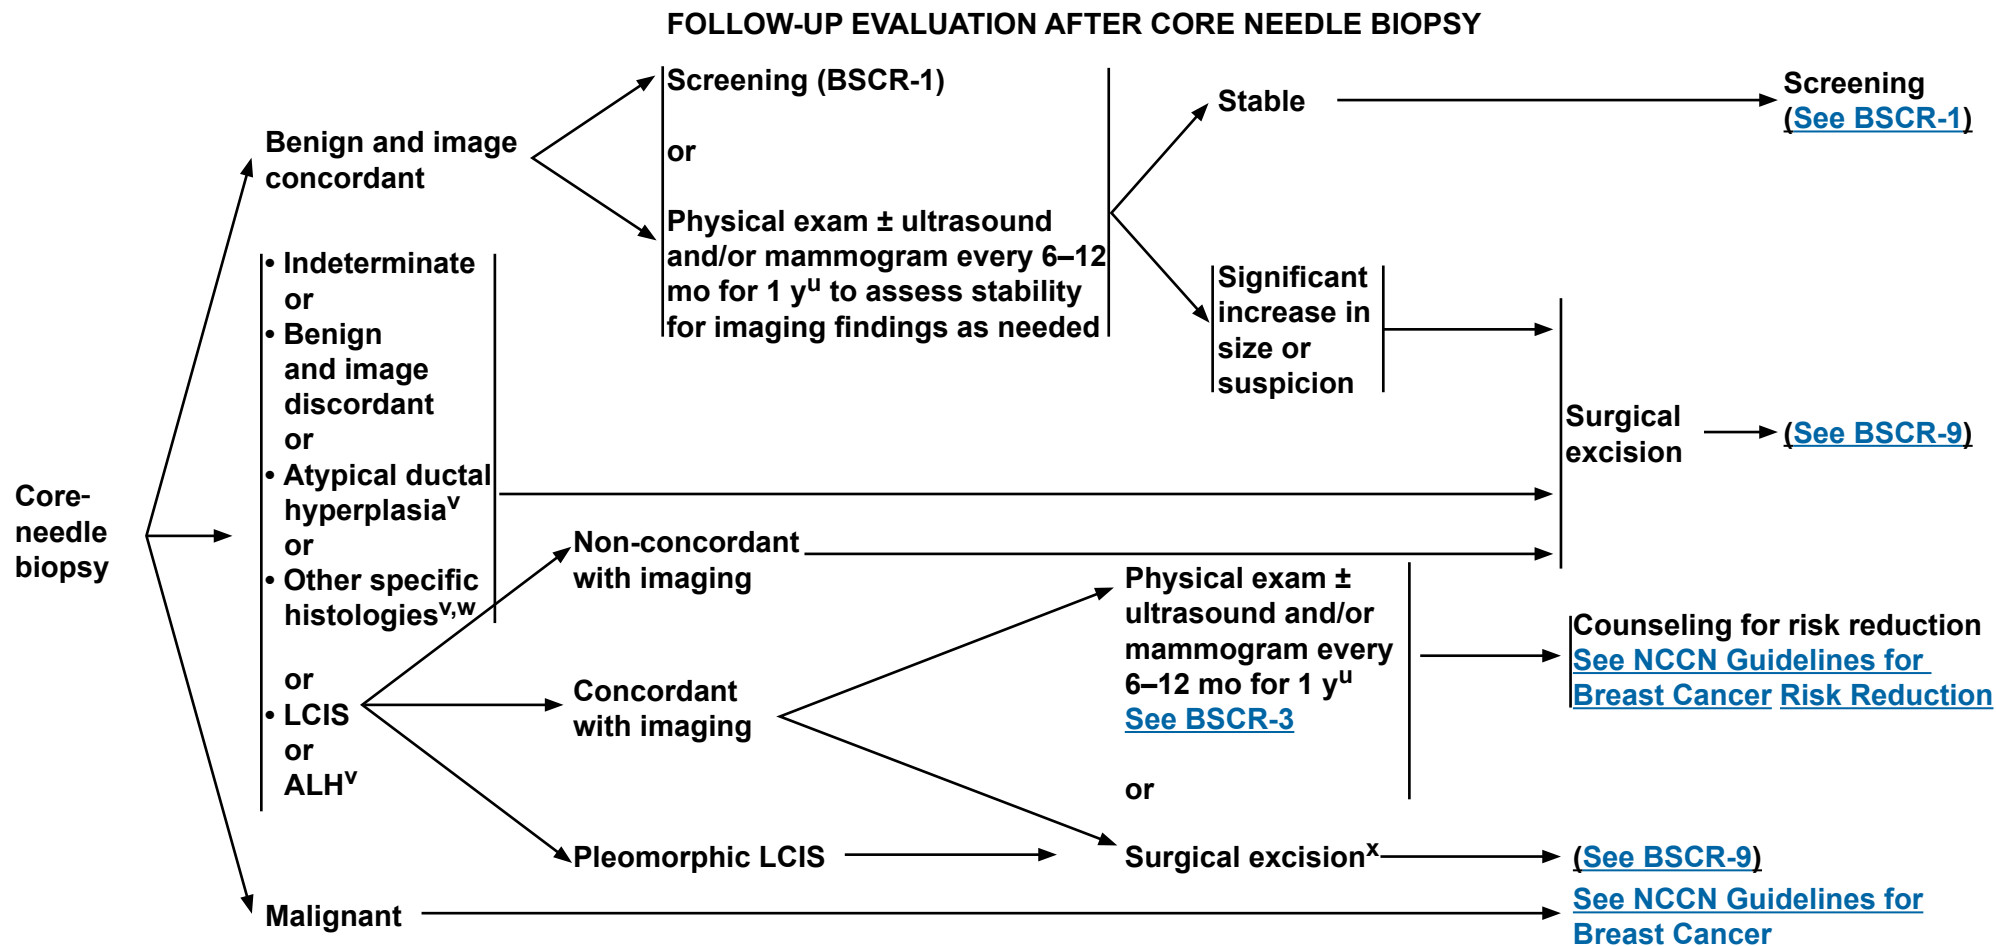 FOLLOW-UP EVALUATION AFTER CORE NEEDLE BIOPSY
Core-
needle
biopsy
Benign and image
concordant
Screening (BSCR-1)
or
Physical exam ± ultrasound
and/or mammogram every 6–12
mo for 1 yᵘ to assess stability
for imaging findings as needed
Stable
Screening
(See BSCR-1)
Significant
increase in
size or
suspicion
Surgical
excision
(See BSCR-9)
• Indeterminate
or
• Benign
and image
discordant
or
• Atypical ductal
hyperplasiaᵛ
or
• Other specific
histologiesᵛ,ʷ
or
• LCIS
or
ALHᵛ
Non-concordant
with imaging
Concordant
with imaging
Physical exam ±
ultrasound and/or
mammogram every
6–12 mo for 1 yᵘ
See BSCR-3
or
Surgical excisionˣ
Counseling for risk reduction
See NCCN Guidelines for
Breast Cancer Risk Reduction
Pleomorphic LCIS
(See BSCR-9)
Malignant
See NCCN Guidelines for
Breast Cancer